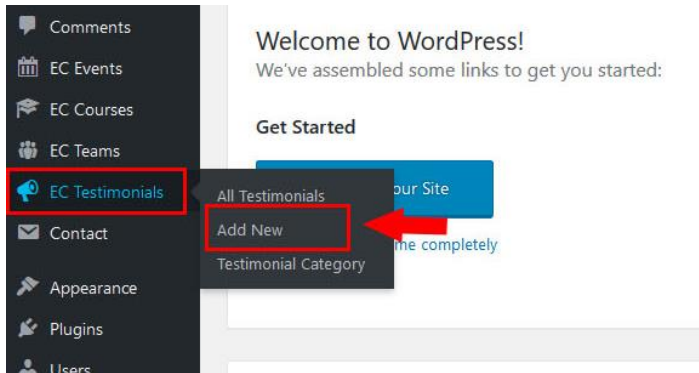 Comments
EC Events
EC Courses
EC Teams
EC Testimonials
Contact
Appearance
Plugins
Users
All Testimonials
Add New
Testimonial Category
Welcome to WordPress!
We've assembled some links to get you started:
Get Started
our Site
me completely